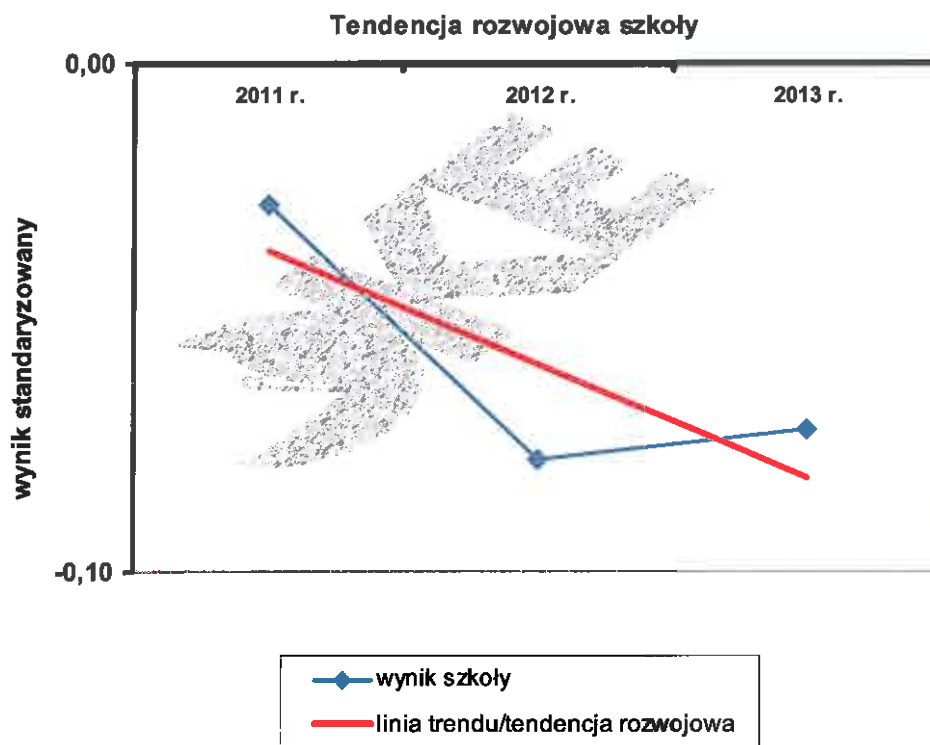 Tendencja rozwojowa szkoły
0,00
2011 r.
2012 r.
2013 r.
wynik standaryzowany
-0,10
wynik szkoły
linia trendu/tendencja rozwojowa